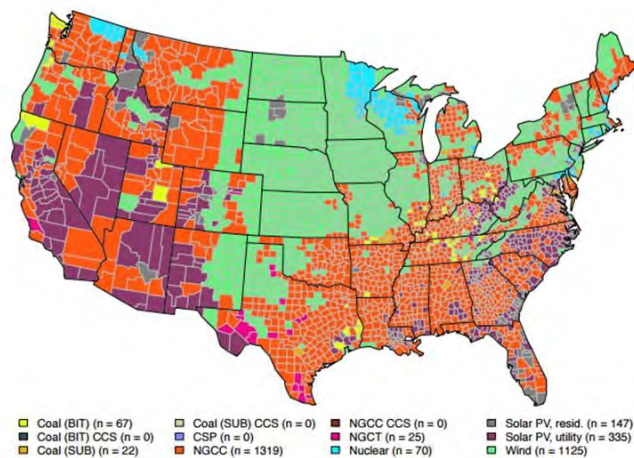 Coal (BIT) (n = 67) Coal (SUB) CCS (n = 0) NGCC CCS (n = 0) Solar PV, resid. (n = 147)
Coal (BIT) CCS (n = 0) CSP (n = 0) NGCT (n = 25) Solar PV, utility (n = 335)
Coal (SUB) (n = 22) NGCC (n = 1319) Nuclear (n = 70) Wind (n = 1125)